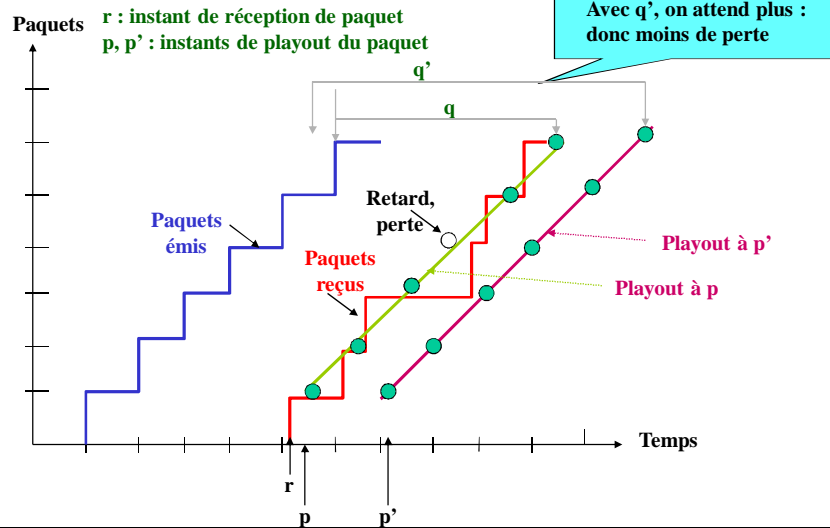 Avec q’, on attend plus :
donc moins de perte
Paquets
r : instant de réception de paquet
p, p’ : instants de playout du paquet
q’
q
Retard,
perte
Paquets
émis
Paquets
reçus
Playout à p’
Playout à p
Temps
r
p
p’